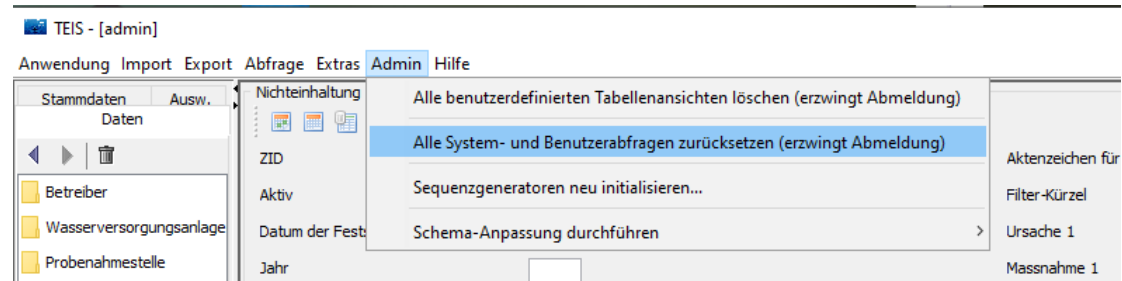 TEIS - [admin]
Anwendung Import Export Abfrage Extras Admin Hilfe
Stammdaten Ausw.
Daten
Betreiber
Wasserversorgungsanlage
Probenahmestelle
Nichteinhaltung
ZID
Aktiv
Datum der Fests
Jahr
Alle benutzerdefinierten Tabellenansichten löschen (erzwingt Abmeldung)
Alle System- und Benutzerabfragen zurücksetzen (erzwingt Abmeldung)
Sequenzgeneratoren neu initialisieren...
Schema-Anpassung durchführen
Aktenzeichen für
Filter-Kürzel
Ursache 1
Massnahme 1